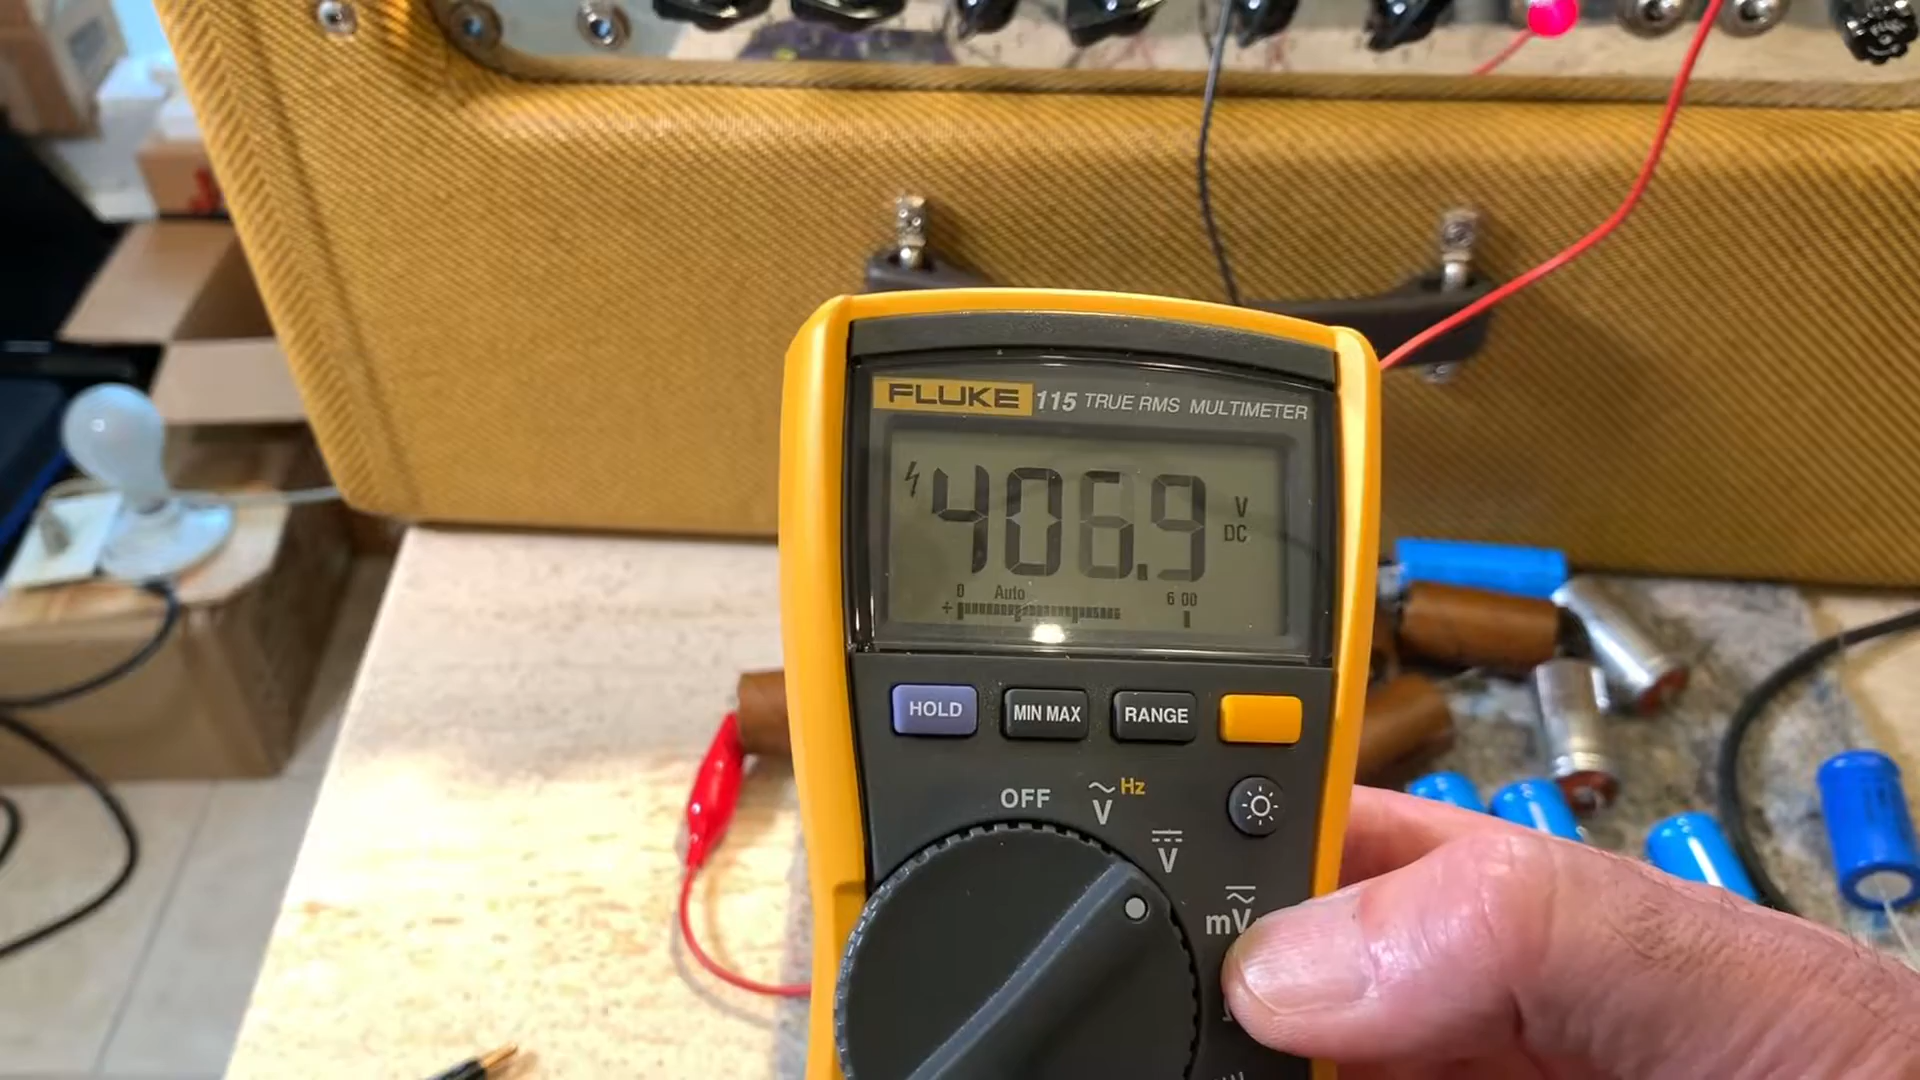 FLUKE 115 TRUE RMS MULTIMETER
406.9 V
DC
0 Auto 6 00
+
HOLD MIN MAX RANGE
OFF V Hz
V
mV